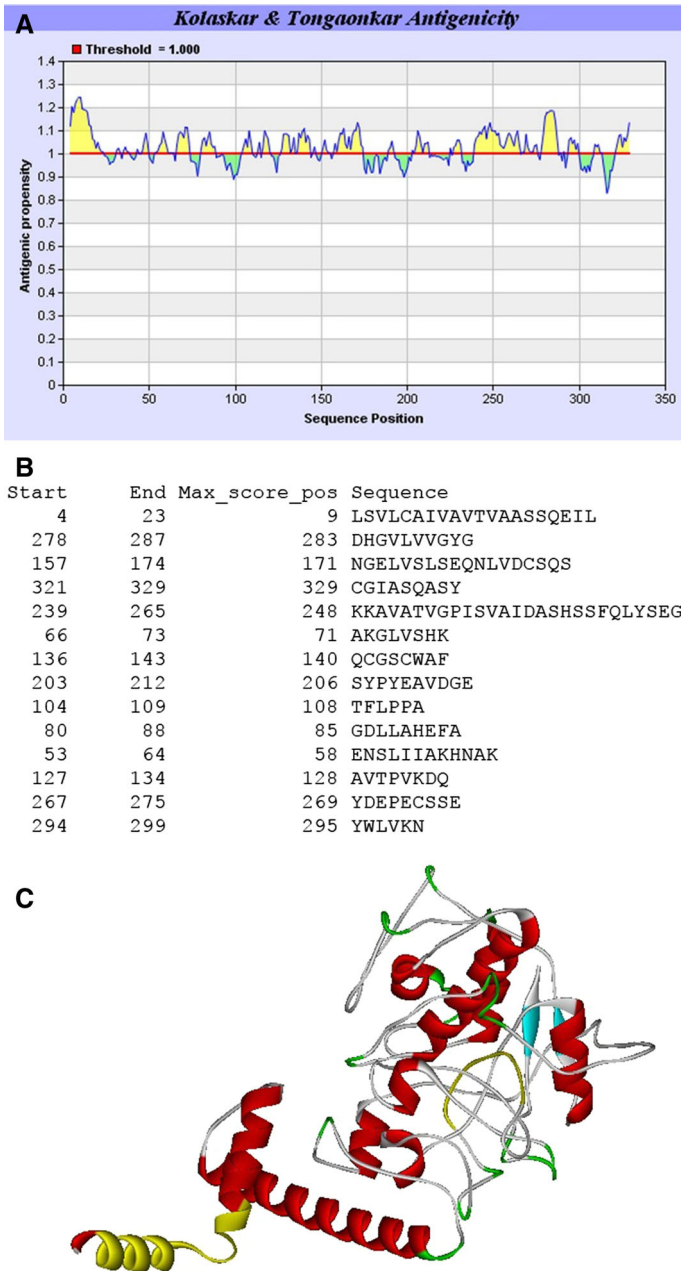 A
Kolaskar & Tongaonkar Antigenicity
Threshold = 1.000
Antigenic propensity
1.4
1.3
1.2
1.1
1
0.9
0.8
0.7
0.6
0.5
0.4
0.3
0.2
0.1
0
0 50 100 150 200 250 300 350
Sequence Position
B
Start End Max_score_pos Sequence
4 23 9 LSVLCAIVAVTVAASSQEIL
278 287 283 DHGVLVVGYG
157 174 171 NGELVSLSEQNLVDCSQS
321 329 329 CGIASQASY
239 265 248 KKAVATVGPISVAIDASHSSFQLYSEG
66 73 71 AKGLVSHK
136 143 140 QCGSCWAF
203 212 206 SYPYEAVDGE
104 109 108 TFLPPA
80 88 85 GDLLAHEFA
53 64 58 ENSLIIAKHNAK
127 134 128 AVTPVKDQ
267 275 269 YDEPECSSE
294 299 295 YWLVKN
C